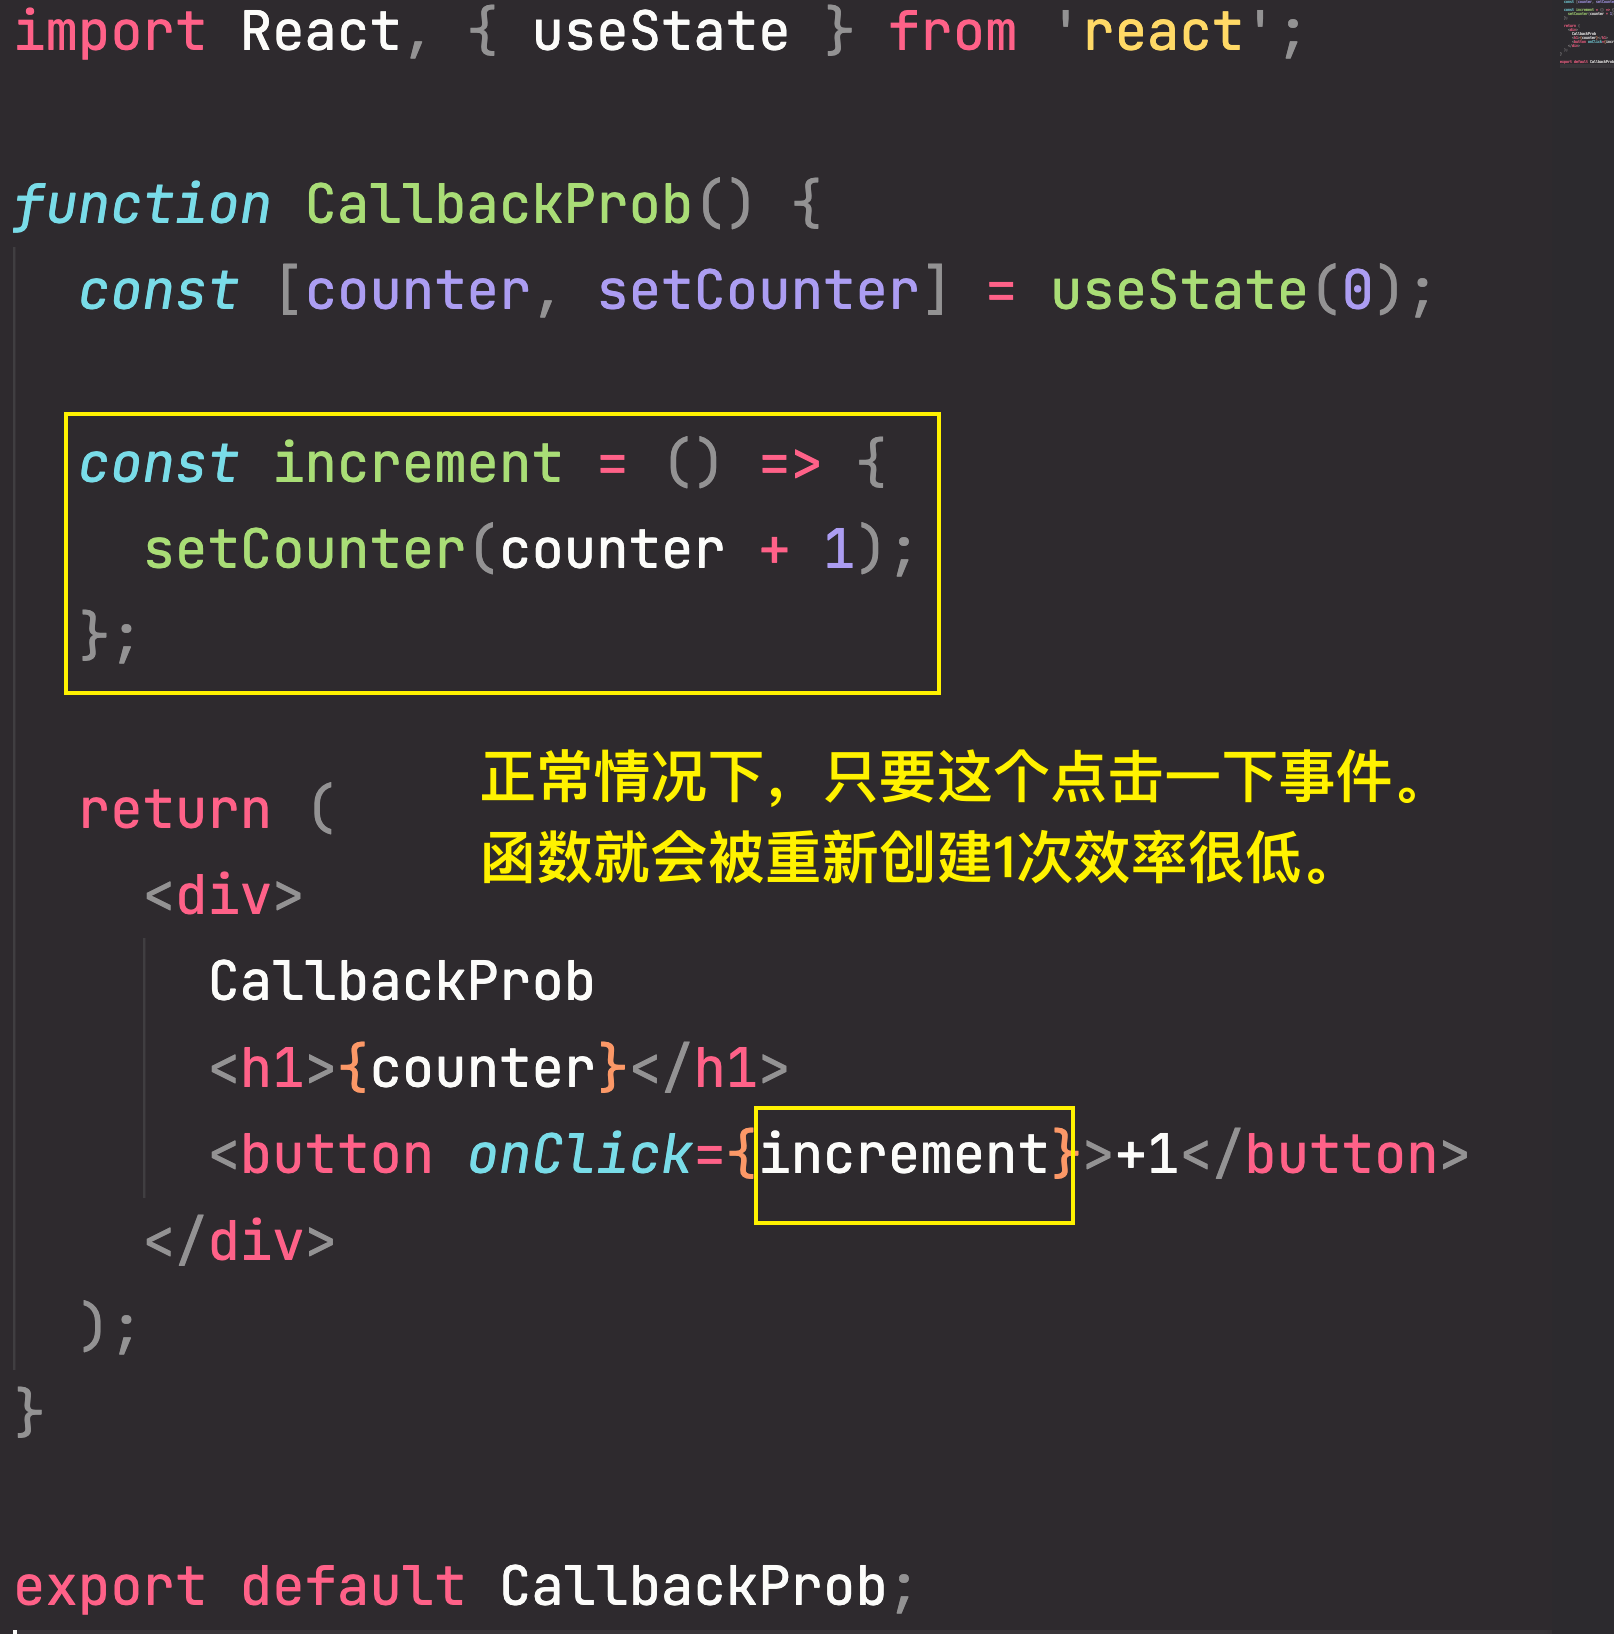 import React, { useState } from 'react';
function CallbackProb() {
const [counter, setCounter] = useState(0);
const increment = () => {
setCounter(counter + 1);
};
正常情况下，只要这个点击一下事件。
return (
函数就会被重新创建1次效率很低。
<div>
CallbackProb
<h1>{counter}</h1>
<button onClick={increment}>+1</button>
</div>
);
}
export default CallbackProb;